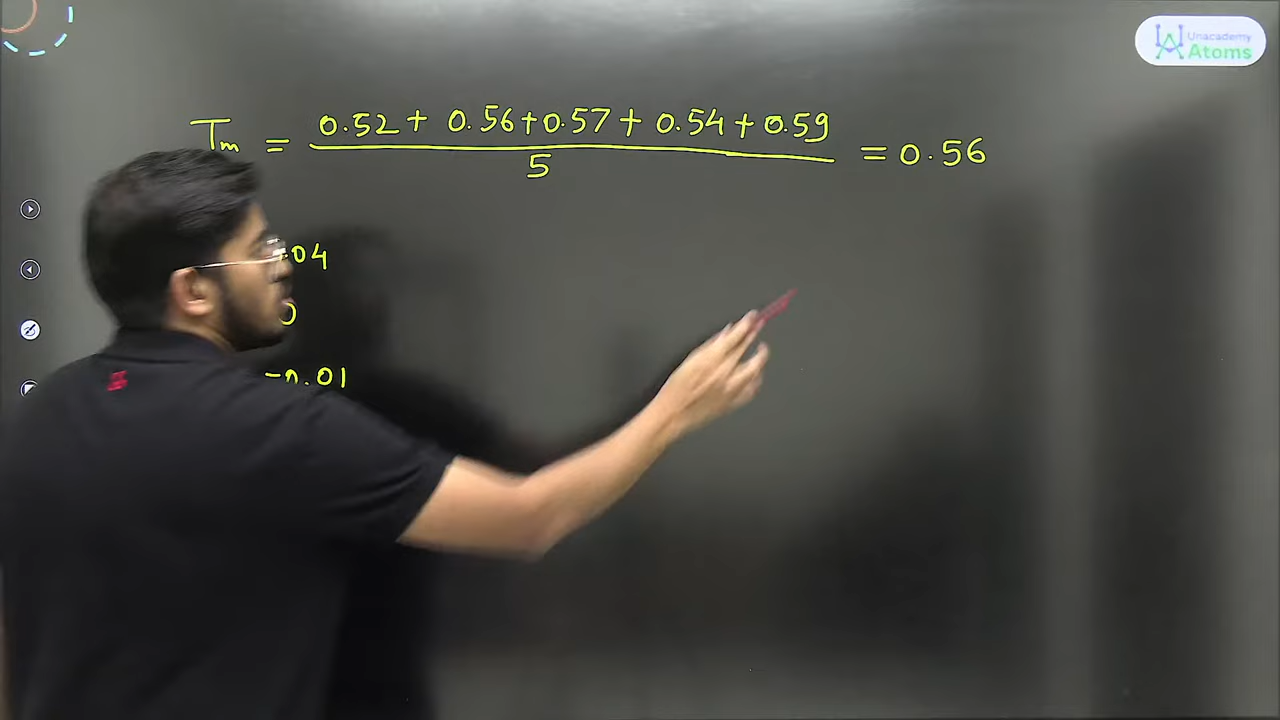 Unacademy
Atoms
Tm = 0.52 + 0.56 + 0.57 + 0.54 + 0.59 = 0.56
5
.04
0
-0.01